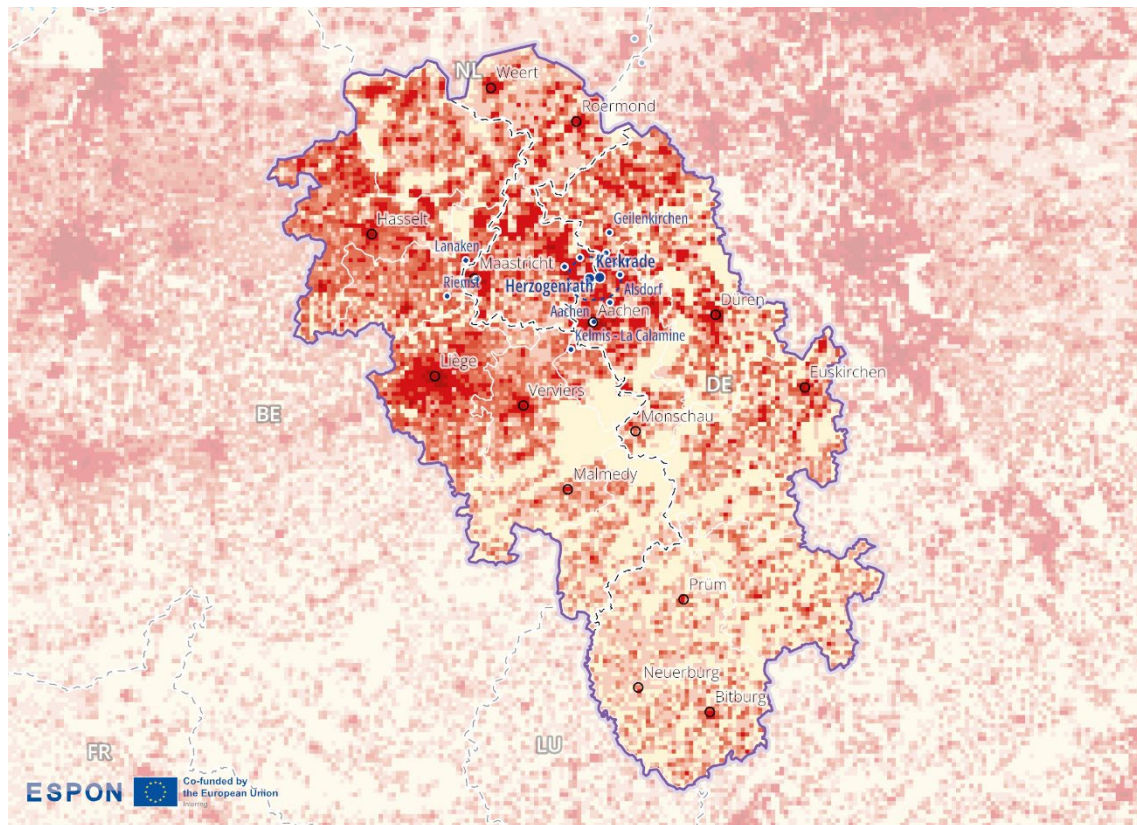 NL
Weert
Roermond
Hasselt
Geilenkirchen
Lanaken
Maastricht
Kerkrade
Riemst
Herzogenrath
Alsdorf
Aachen
Aachen
Düren
Kelmis - La Calamine
Liège
DE
Euskirchen
Verviers
BE
Monschau
Malmedy
Prüm
Neuerburg
Bitburg
LU
FR
ESPON
Co-funded by
the European Union
Interreg